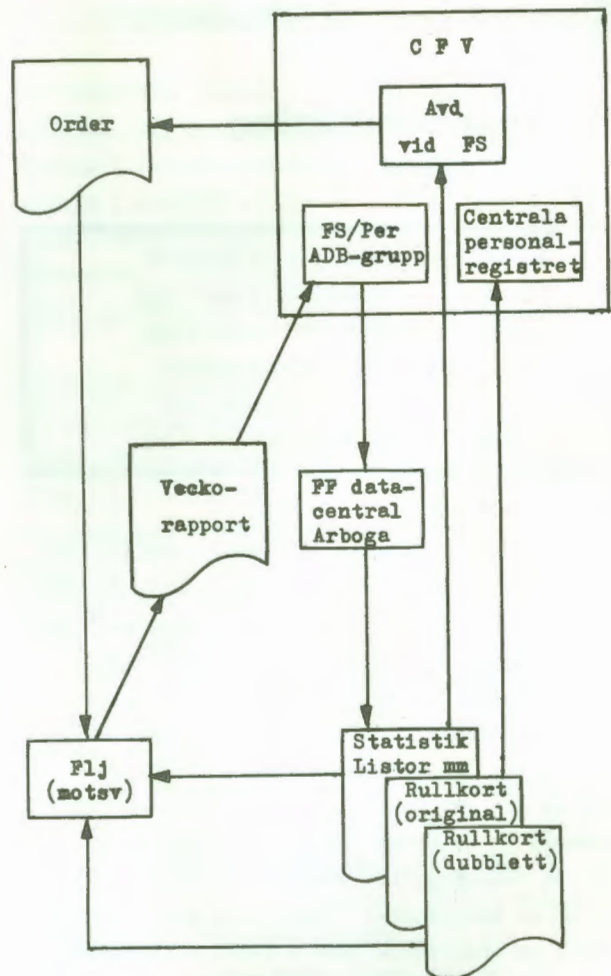 C F V
Order
Avd
vid FS
FS/Per
ADB-grupp
Centrala
personal-
registret
Vecko-
rapport
FF data-
central
Arboga
Flj
(motsv)
Statistik
Listor mm
Rullkort
(original)
Rullkort
(dubblett)